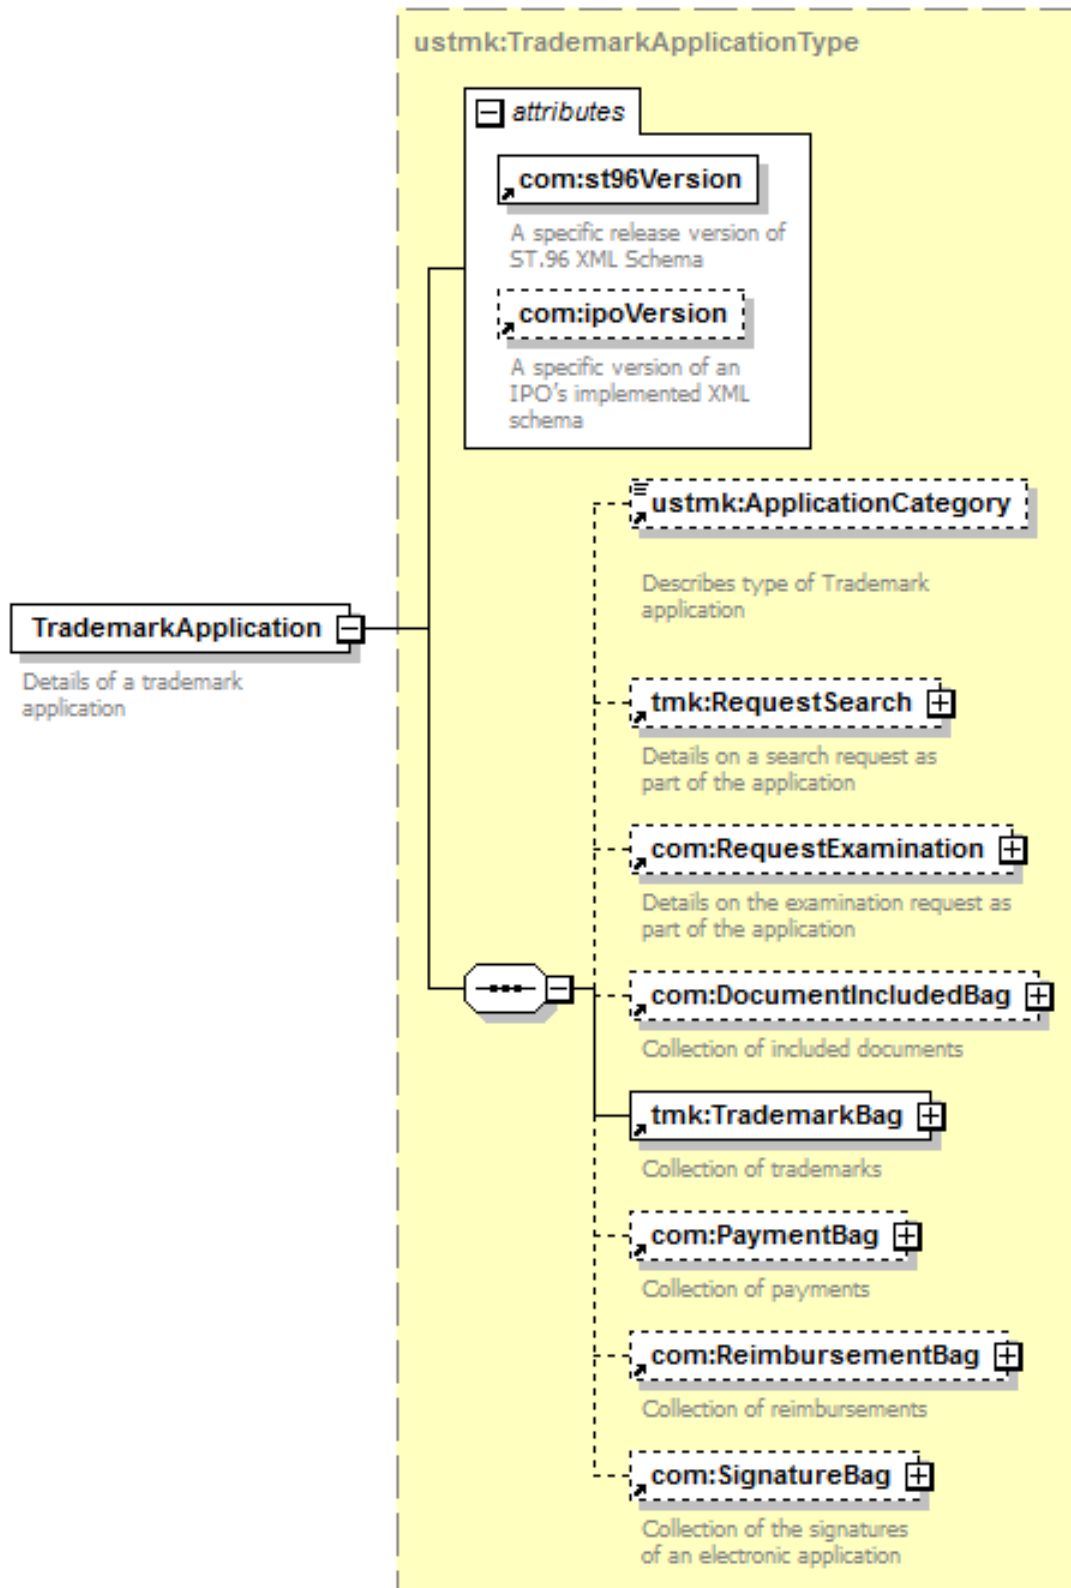 ustmk:TrademarkApplicationType
attributes
com:st96Version
A specific release version of
ST.96 XML Schema
com:ipoVersion
A specific version of an
IPO's implemented XML
schema
ustmk:ApplicationCategory
Describes type of Trademark
application
TrademarkApplication
Details of a trademark
application
tmk:RequestSearch
Details on a search request as
part of the application
com:RequestExamination
Details on the examination request as
part of the application
com:DocumentIncludedBag
Collection of included documents
tmk:TrademarkBag
Collection of trademarks
com:PaymentBag
Collection of payments
com:ReimbursementBag
Collection of reimbursements
com:SignatureBag
Collection of the signatures
of an electronic application